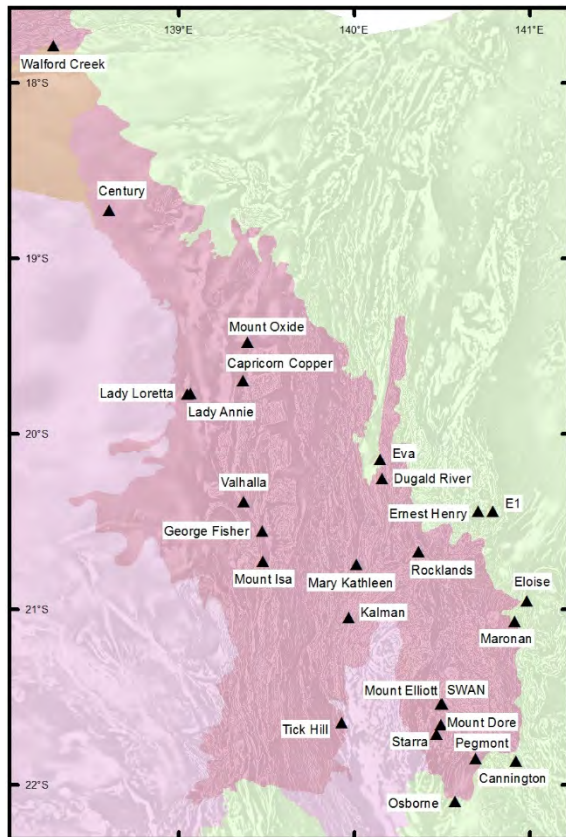 139°E
140°E
141°E
Walford Creek
18°S
Century
19°S
Mount Oxide
Capricorn Copper
Lady Loretta
Lady Annie
20°S
Eva
Dugald River
Valhalla
Ernest Henry
E1
George Fisher
Mount Isa
Mary Kathleen
Rocklands
Eloise
21°S
Kalman
Maronan
Mount Elliott
SWAN
Tick Hill
Mount Dore
Starra
Pegmont
Cannington
22°S
Osborne